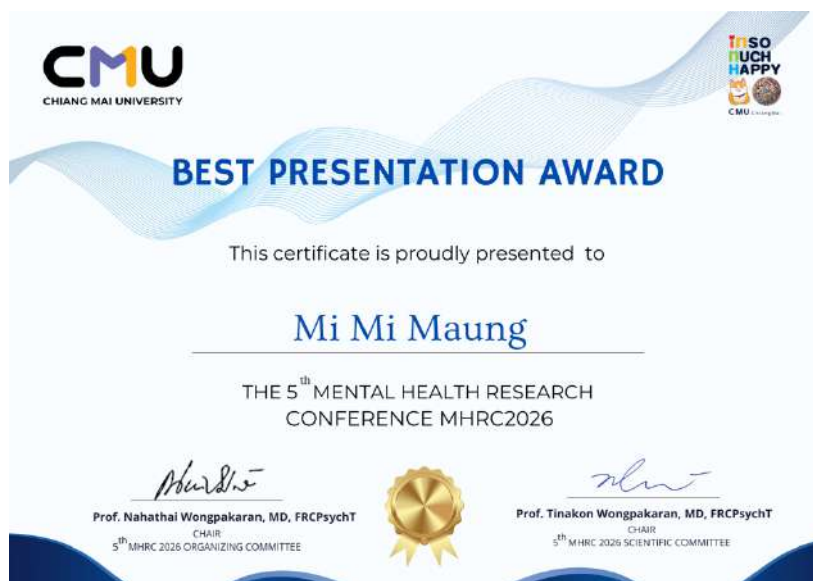 CMU
CHIANG MAI UNIVERSITY
INSO
MUCH
HAPPY
CMU
BEST PRESENTATION AWARD
This certificate is proudly presented to
Mi Mi Maung
THE 5th MENTAL HEALTH RESEARCH
CONFERENCE MHRC2026
Prof. Nahathai Wongpakaran, MD, FRCPsychT
CHAIR
5th MHRC 2026 ORGANIZING COMMITTEE
Prof. Tinakon Wongpakaran, MD, FRCPsychT
CHAIR
5th MHRC 2026 SCIENTIFIC COMMITTEE